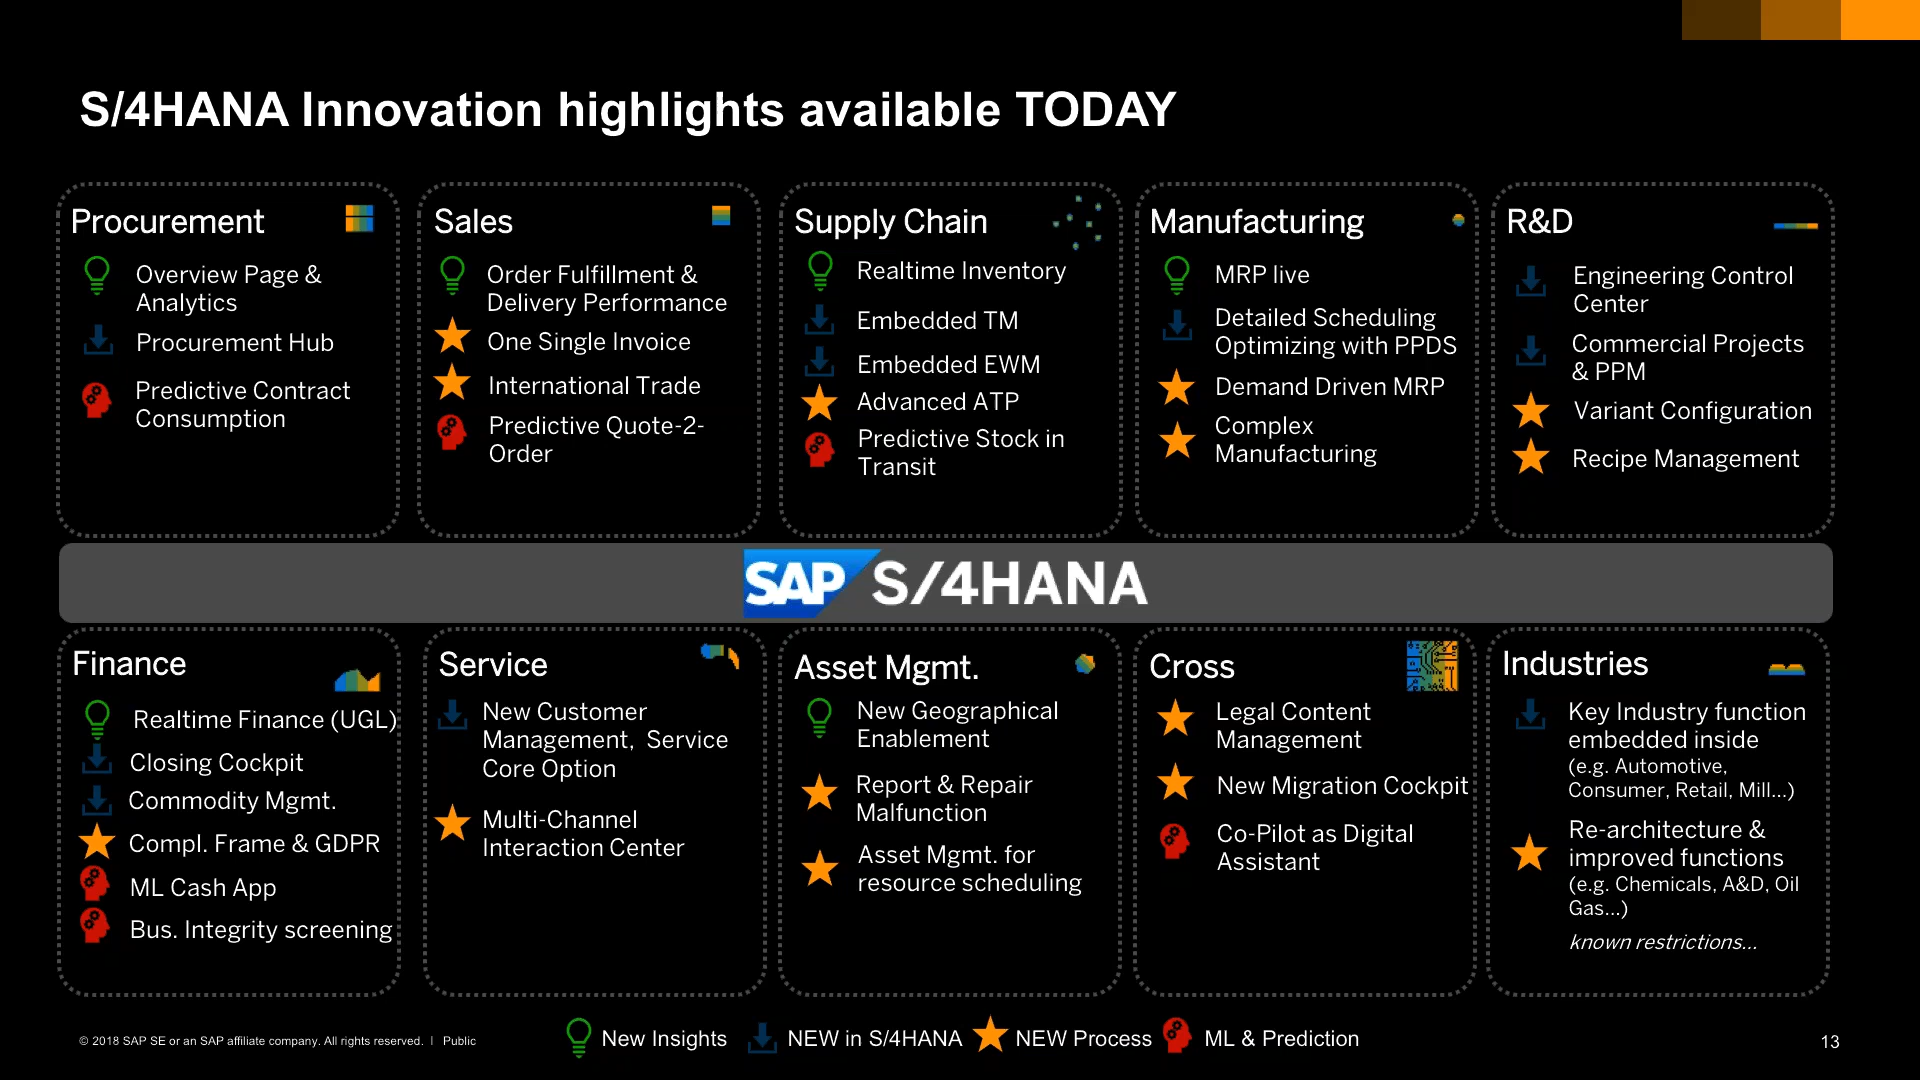 S/4HANA Innovation highlights available TODAY
Procurement
Overview Page &
Analytics
Procurement Hub
Predictive Contract
Consumption
Sales
Order Fulfillment &
Delivery Performance
One Single Invoice
International Trade
Predictive Quote-2-
Order
Supply Chain
Realtime Inventory
Embedded TM
Embedded EWM
Advanced ATP
Predictive Stock in
Transit
Manufacturing
MRP live
Detailed Scheduling
Optimizing with PPDS
Demand Driven MRP
Complex
Manufacturing
R&D
Engineering Control
Center
Commercial Projects
& PPM
Variant Configuration
Recipe Management
SAP S/4HANA
Finance
Realtime Finance (UGL)
Closing Cockpit
Commodity Mgmt.
Compl. Frame & GDPR
ML Cash App
Bus. Integrity screening
Service
New Customer
Management, Service
Core Option
Multi-Channel
Interaction Center
Asset Mgmt.
New Geographical
Enablement
Report & Repair
Malfunction
Asset Mgmt. for
resource scheduling
Cross
Legal Content
Management
New Migration Cockpit
Co-Pilot as Digital
Assistant
Industries
Key Industry function
embedded inside
(e.g. Automotive,
Consumer, Retail, Mill...)
Re-architecture &
improved functions
(e.g. Chemicals, A&D, Oil
Gas...)
known restrictions...
© 2018 SAP SE or an SAP affiliate company. All rights reserved. | Public
New Insights
NEW in S/4HANA
NEW Process
ML & Prediction
13